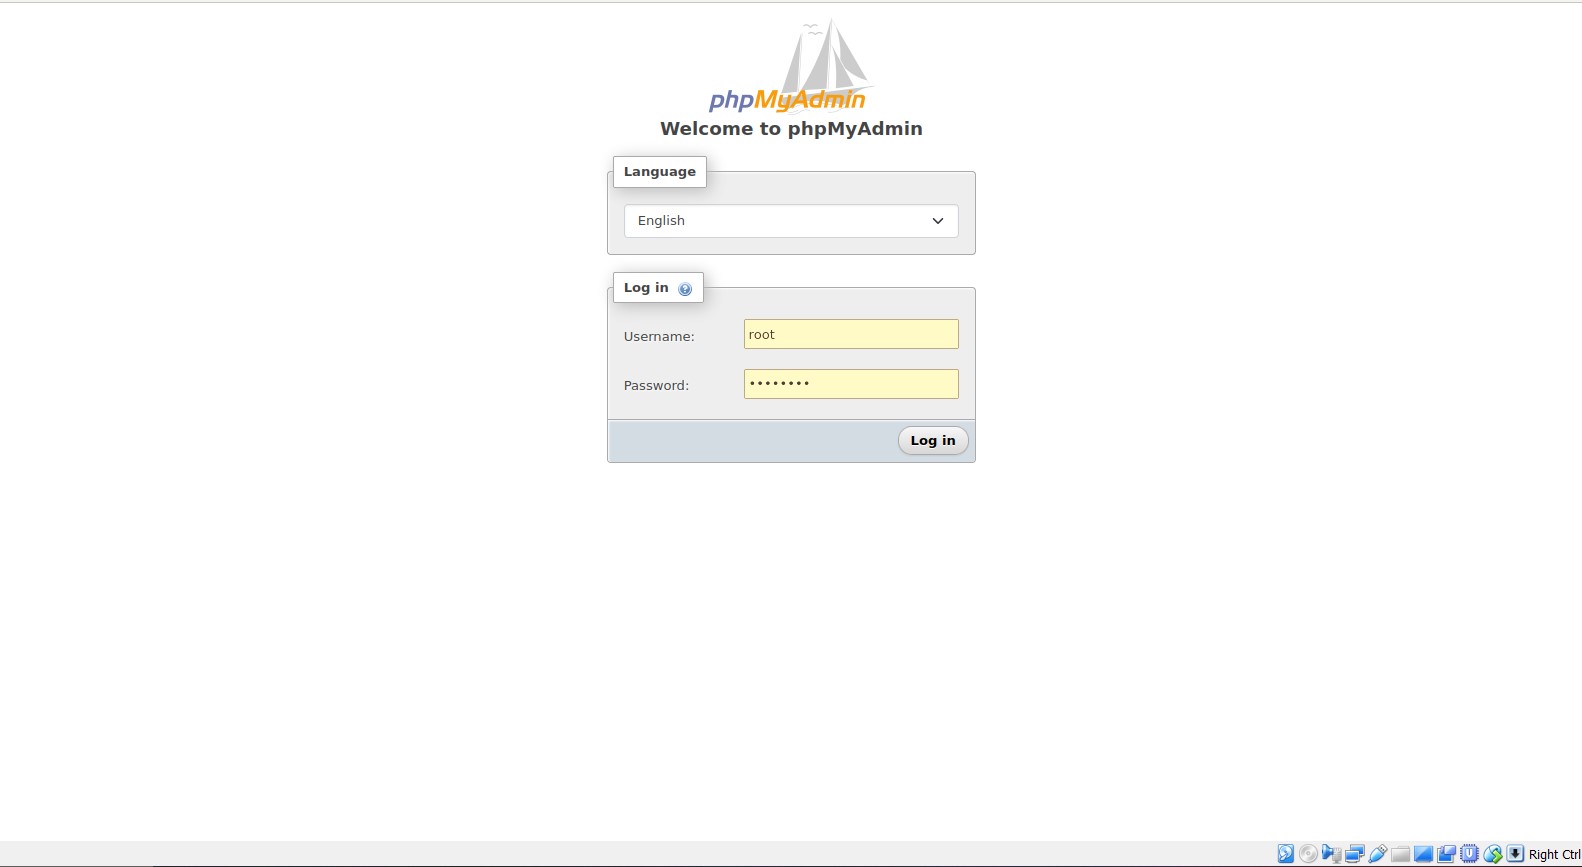 phpMyAdmin
Welcome to phpMyAdmin
Language
English
Log in
Username:
root
Password:
••••••••
Log in
Right Ctrl